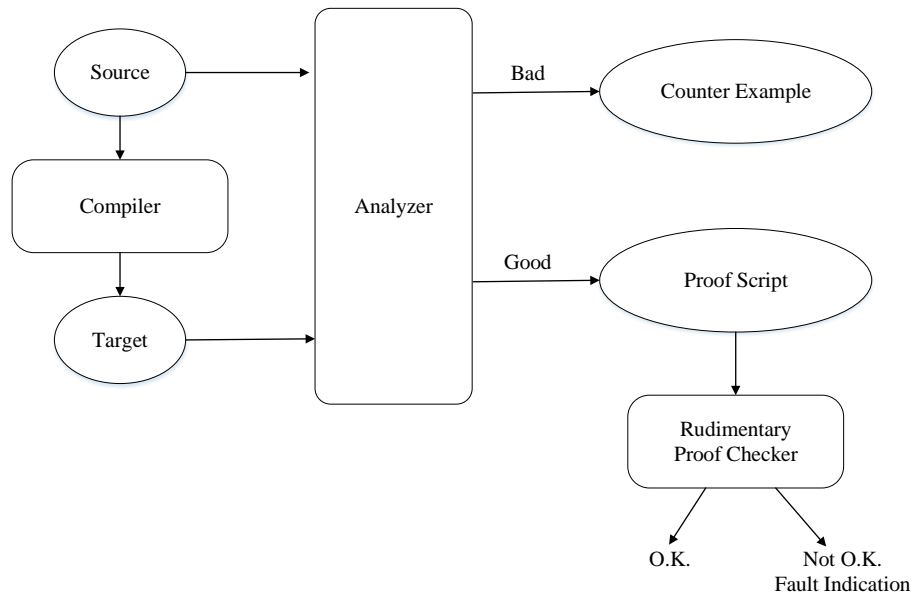 Source
Bad
Counter Example
Compiler
Analyzer
Good
Proof Script
Target
Rudimentary
Proof Checker
O.K.
Not O.K.
Fault Indication